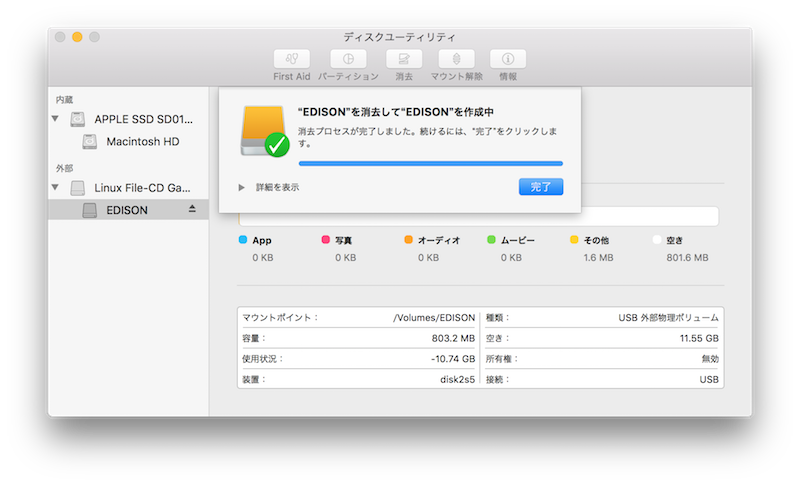 ディスクユーティリティ
First Aid パーティション 消去 マウント解除 情報
内蔵
APPLE SSD SD01...
Macintosh HD
外部
Linux File-CD Ga...
EDISON
“EDISON”を消去して“EDISON”を作成中
消去プロセスが完了しました。続けるには、“完了”をクリックしま
す。
詳細を表示
完了
App 写真 オーディオ ムービー その他 空き
0 KB 0 KB 0 KB 0 KB 1.6 MB 801.6 MB
マウントポイント： /Volumes/EDISON 種類： USB 外部物理ボリューム
容量： 803.2 MB 空き： 11.55 GB
使用状況： -10.74 GB 所有権： 無効
装置： disk2s5 接続： USB